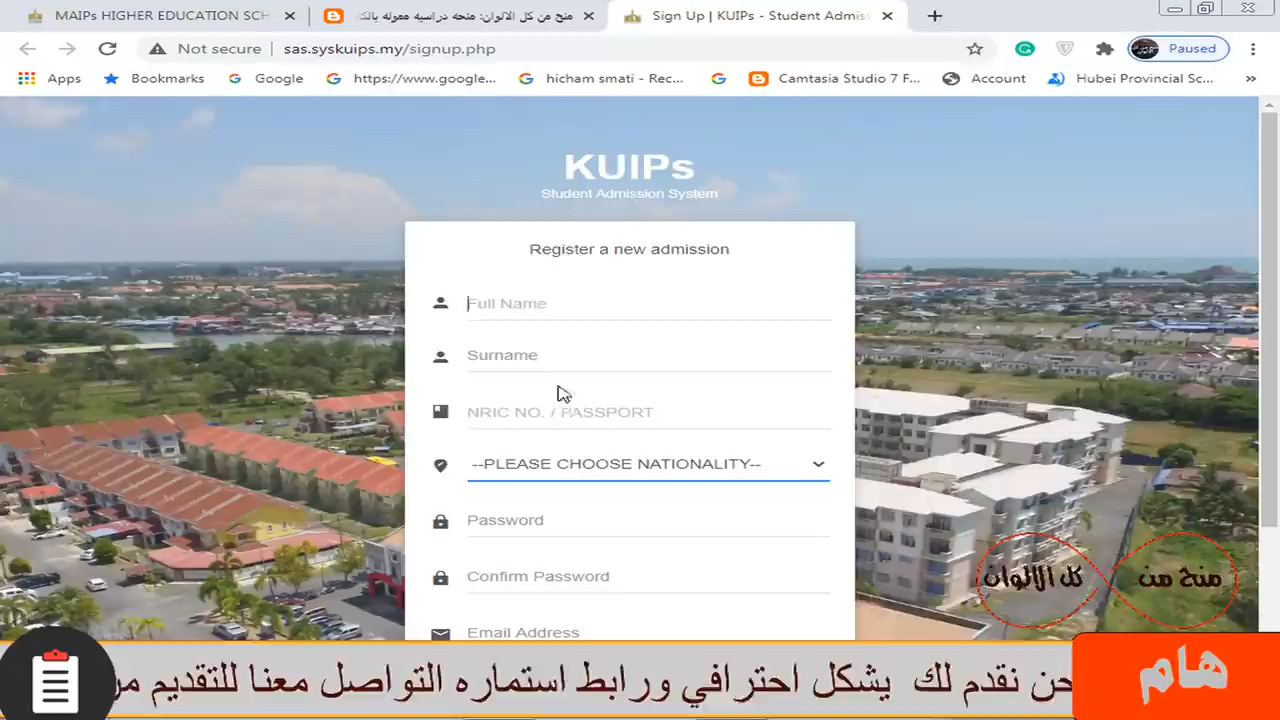 MAIPs HIGHER EDUCATION SCH
منح من كل الالوان: منحه دراسيه ممولة بالك
Sign Up | KUIPs - Student Admiss
Not secure
sas.syskuips.my/signup.php
Paused
Apps
Bookmarks
Google
https://www.google...
hicham smati - Rec...
Camtasia Studio 7 F...
Account
Hubei Provincial Sc...
KUIPs
Student Admission System
Register a new admission
Full Name
Surname
NRIC NO. / PASSPORT
--PLEASE CHOOSE NATIONALITY--
Password
Confirm Password
Email Address
منح من كل الالوان
هام
حن نقدم لك يشكل احترافي ورابط استماره التواصل معنا للتقديم مر